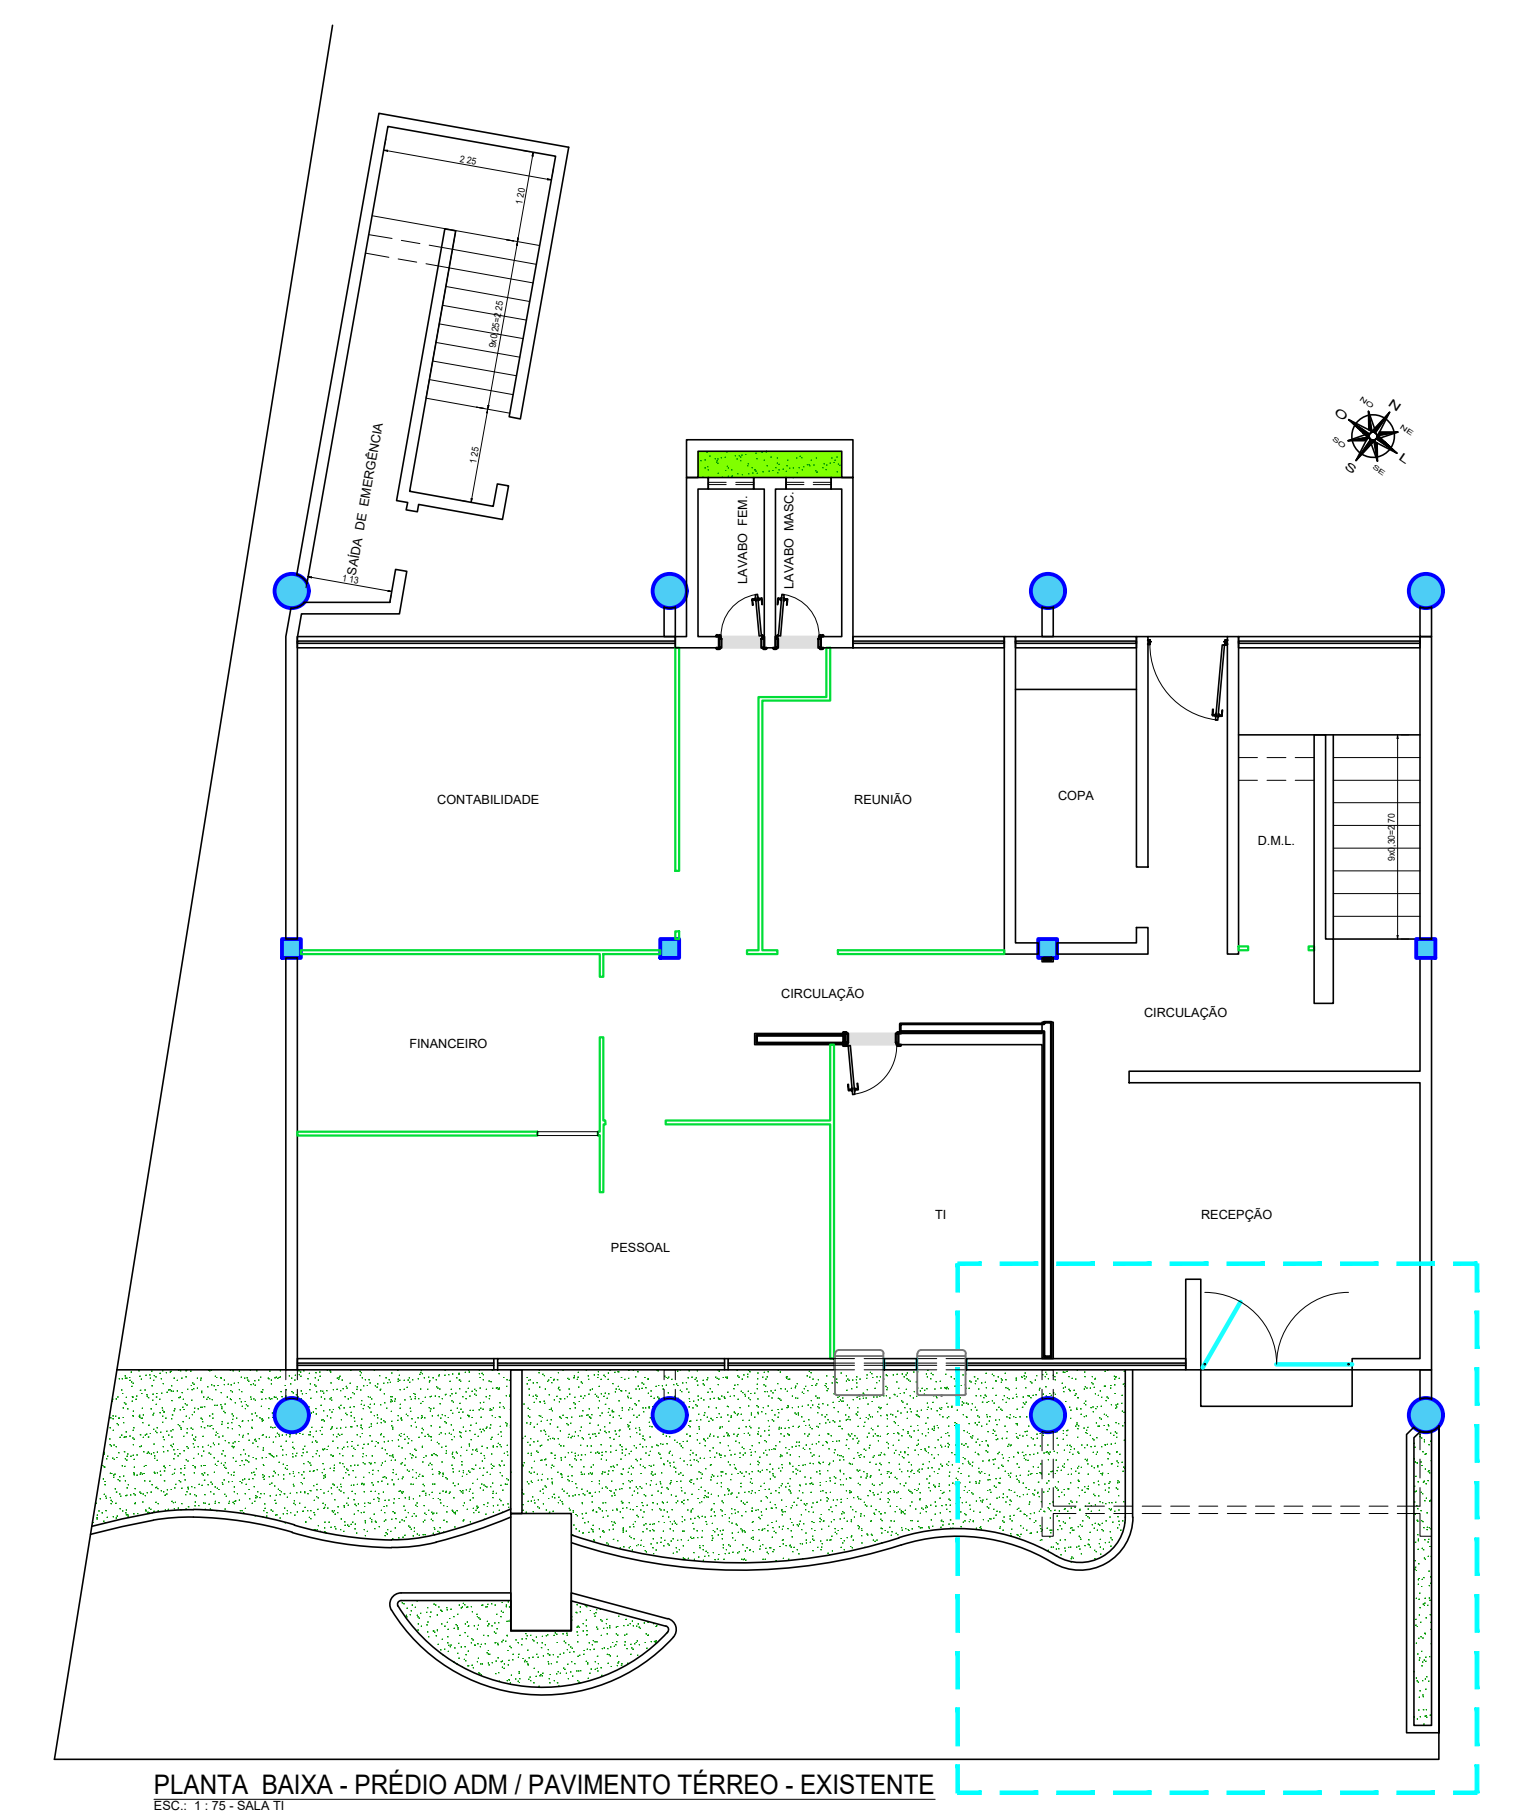 2.25
1.20
9x0.25=2.25
1.25
SAÍDA DE EMERGÊNCIA
1.13
NO
N
NE
O
L
SO
S
SE
LAVABO FEM.
LAVABO MASC.
CONTABILIDADE
REUNIÃO
COPA
D.M.L.
9x0.30=2.70
CIRCULAÇÃO
CIRCULAÇÃO
FINANCEIRO
TI
RECEPÇÃO
PESSOAL
PLANTA BAIXA - PRÉDIO ADM / PAVIMENTO TÉRREO - EXISTENTE
ESC.: 1 : 75 - SALA TI